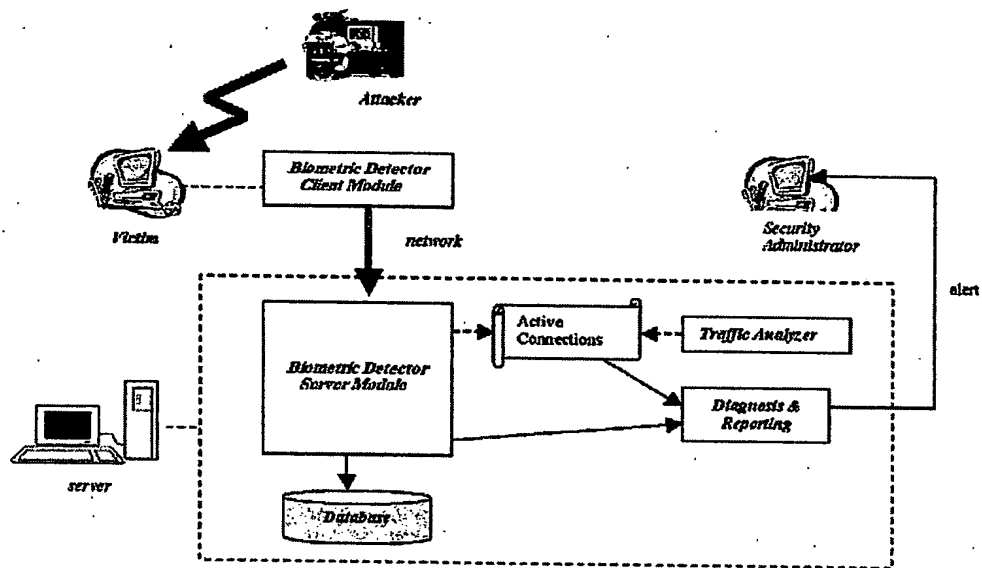 Attacker
Biometric Detector
Client Module
Victim
network
Security
Administrator
alert
Active
Connections
Traffic Analyzer
Biometric Detector
Server Module
Diagnosis &
Reporting
server
Database